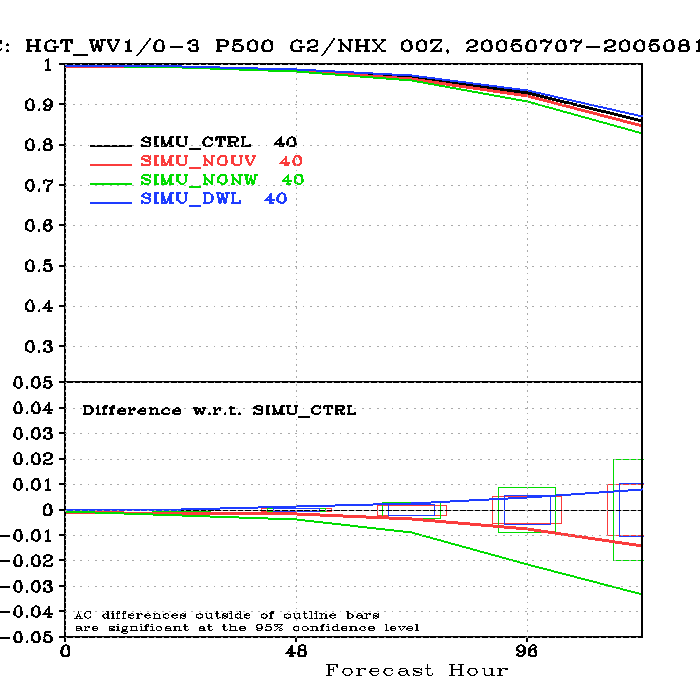 : HGT_WV1/0-3 P500 G2/NHX 00Z, 20050707-2005081
1
0.9
0.8
0.7
0.6
0.5
0.4
0.3
SIMU_CTRL 40
SIMU_NOUV 40
SIMU_NONW 40
SIMU_DWL 40
0.05
0.04
0.03
0.02
0.01
0
-0.01
-0.02
-0.03
-0.04
-0.05
Difference w.r.t. SIMU_CTRL
AC differences outside of outline bars
are significant at the 95% confidence level
0 48 96
Forecast Hour